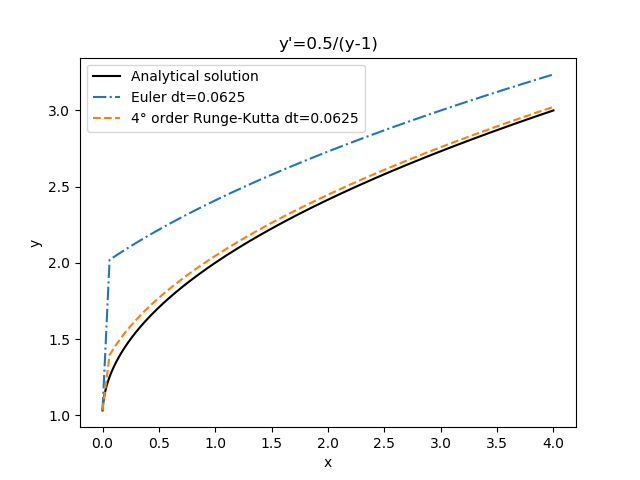 y'=0.5/(y-1)
Analytical solution
Euler dt=0.0625
4° order Runge-Kutta dt=0.0625
3.0
2.5
2.0
1.5
1.0
y
0.0 0.5 1.0 1.5 2.0 2.5 3.0 3.5 4.0
x